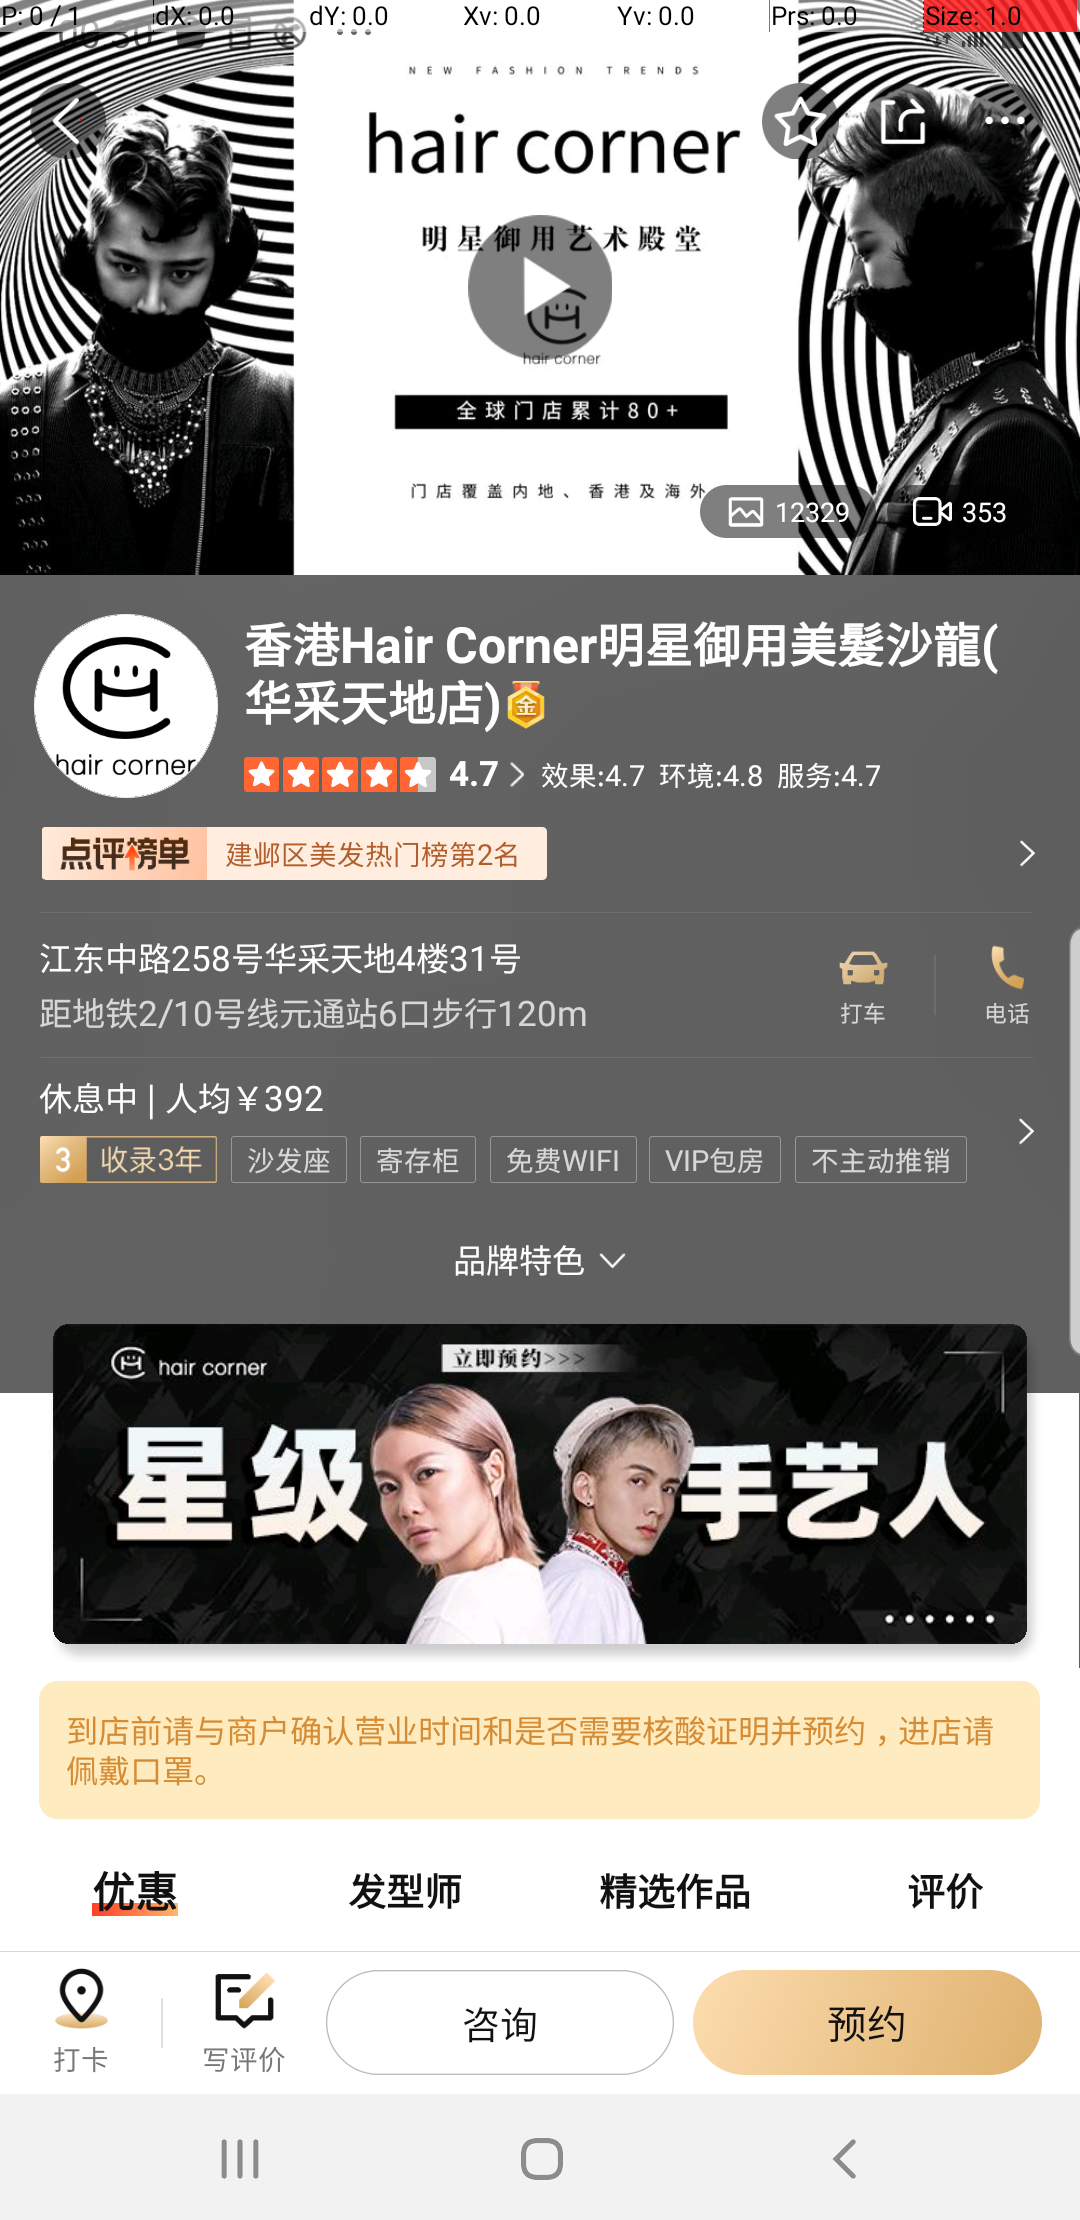 P: 0 / 1 dX: 0.0 dY: 0.0 Xv: 0.0 Yv: 0.0 Prs: 0.0 Size: 1.0
NEW FASHION TRENDS
hair corner
明星御用艺术殿堂
hair corner
全球门店累计80+
门店覆盖内地、香港及海外
12329 353
香港Hair Corner明星御用美髮沙龍(
华采天地店)金
hair corner
4.7 效果:4.7 环境:4.8 服务:4.7
点评榜单 建邺区美发热门榜第2名
江东中路258号华采天地4楼31号
距地铁2/10号线元通站6口步行120m
打车 电话
休息中 | 人均￥392
3 收录3年 沙发座 寄存柜 免费WIFI VIP包房 不主动推销
品牌特色
hair corner 立即预约>>>
星级手艺人
到店前请与商户确认营业时间和是否需要核酸证明并预约，进店请
佩戴口罩。
优惠 发型师 精选作品 评价
打卡 写评价 咨询 预约